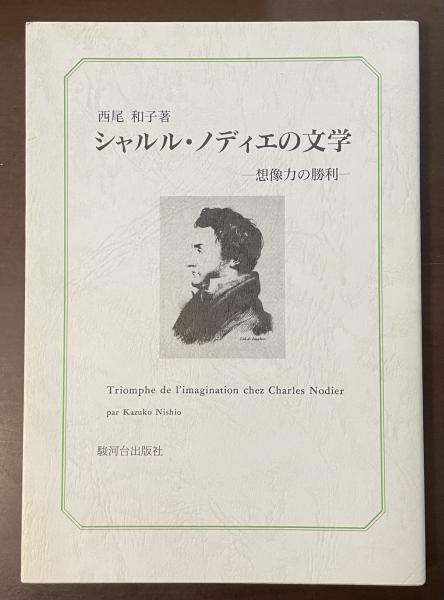 西尾 和子著
シャルル・ノディエの文学
―想像力の勝利―
Triomphe de l'imagination chez Charles Nodier
par Kazuko Nishio
駿河台出版社